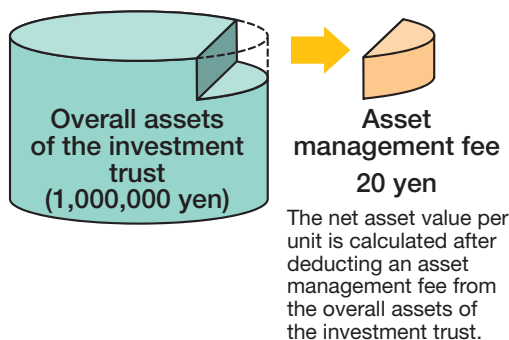 Overall assets
of the investment
trust
(1,000,000 yen)
Asset
management fee
20 yen
The net asset value per
unit is calculated after
deducting an asset
management fee from
the overall assets of
the investment trust.